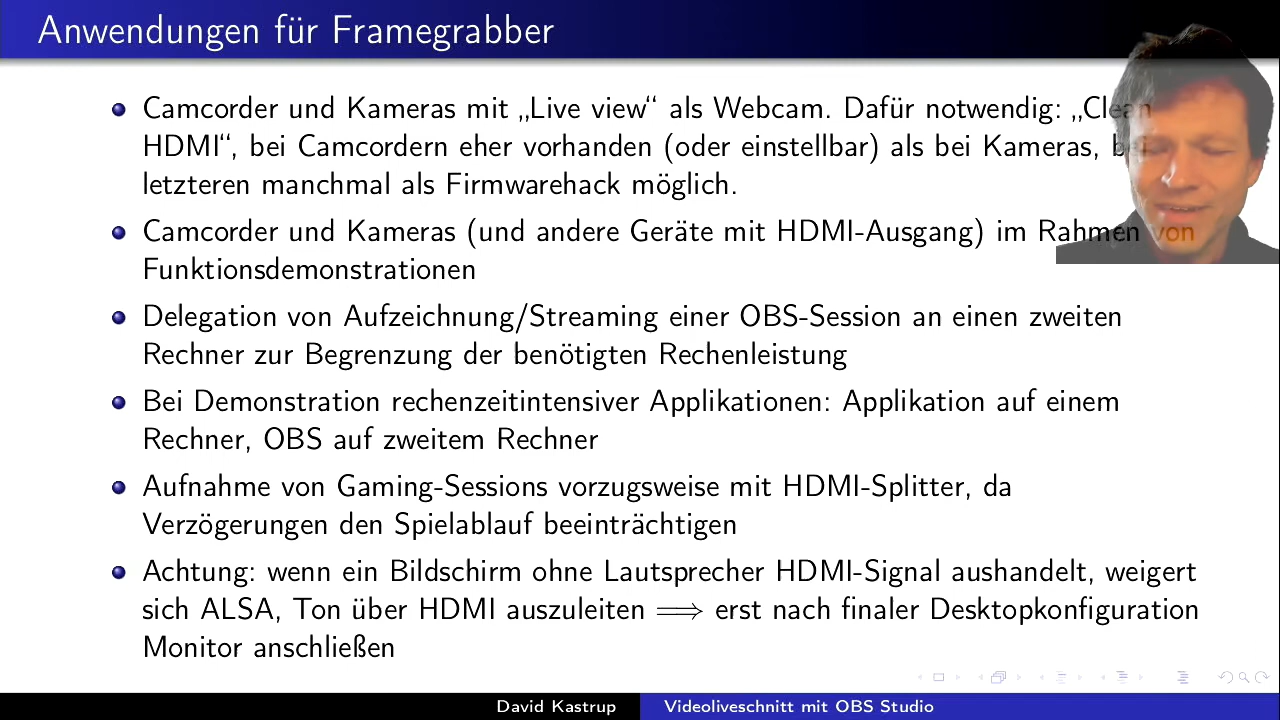 Anwendungen für Framegrabber
Camcorder und Kameras mit „Live view“ als Webcam. Dafür notwendig: „Clean
HDMI“, bei Camcordern eher vorhanden (oder einstellbar) als bei Kameras, bei
letzteren manchmal als Firmwarehack möglich.
Camcorder und Kameras (und andere Geräte mit HDMI-Ausgang) im Rahmen von
Funktionsdemonstrationen
Delegation von Aufzeichnung/Streaming einer OBS-Session an einen zweiten
Rechner zur Begrenzung der benötigten Rechenleistung
Bei Demonstration rechenzeitintensiver Applikationen: Applikation auf einem
Rechner, OBS auf zweitem Rechner
Aufnahme von Gaming-Sessions vorzugsweise mit HDMI-Splitter, da
Verzögerungen den Spielablauf beeinträchtigen
Achtung: wenn ein Bildschirm ohne Lautsprecher HDMI-Signal aushandelt, weigert
sich ALSA, Ton über HDMI auszuleiten ⟹ erst nach finaler Desktopkonfiguration
Monitor anschließen
David Kastrup
Videoliveschnitt mit OBS Studio